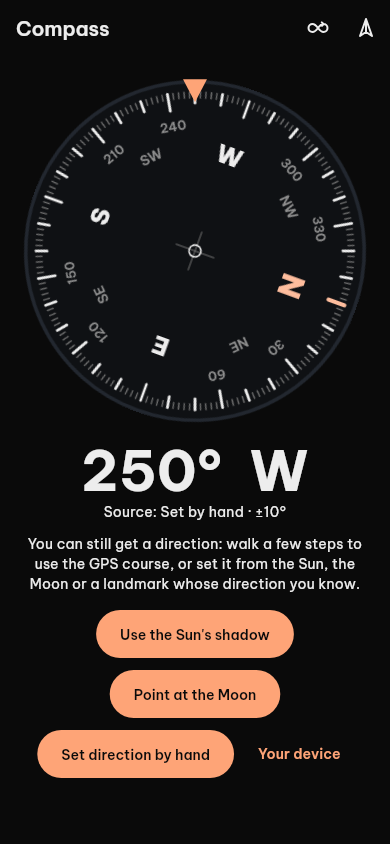 Compass
240
W
300
NW
330
N
30
NE
60
E
120
SE
150
S
210
SW
250° W
Source: Set by hand · ±10°
You can still get a direction: walk a few steps to
use the GPS course, or set it from the Sun, the
Moon or a landmark whose direction you know.
Use the Sun's shadow
Point at the Moon
Set direction by hand
Your device